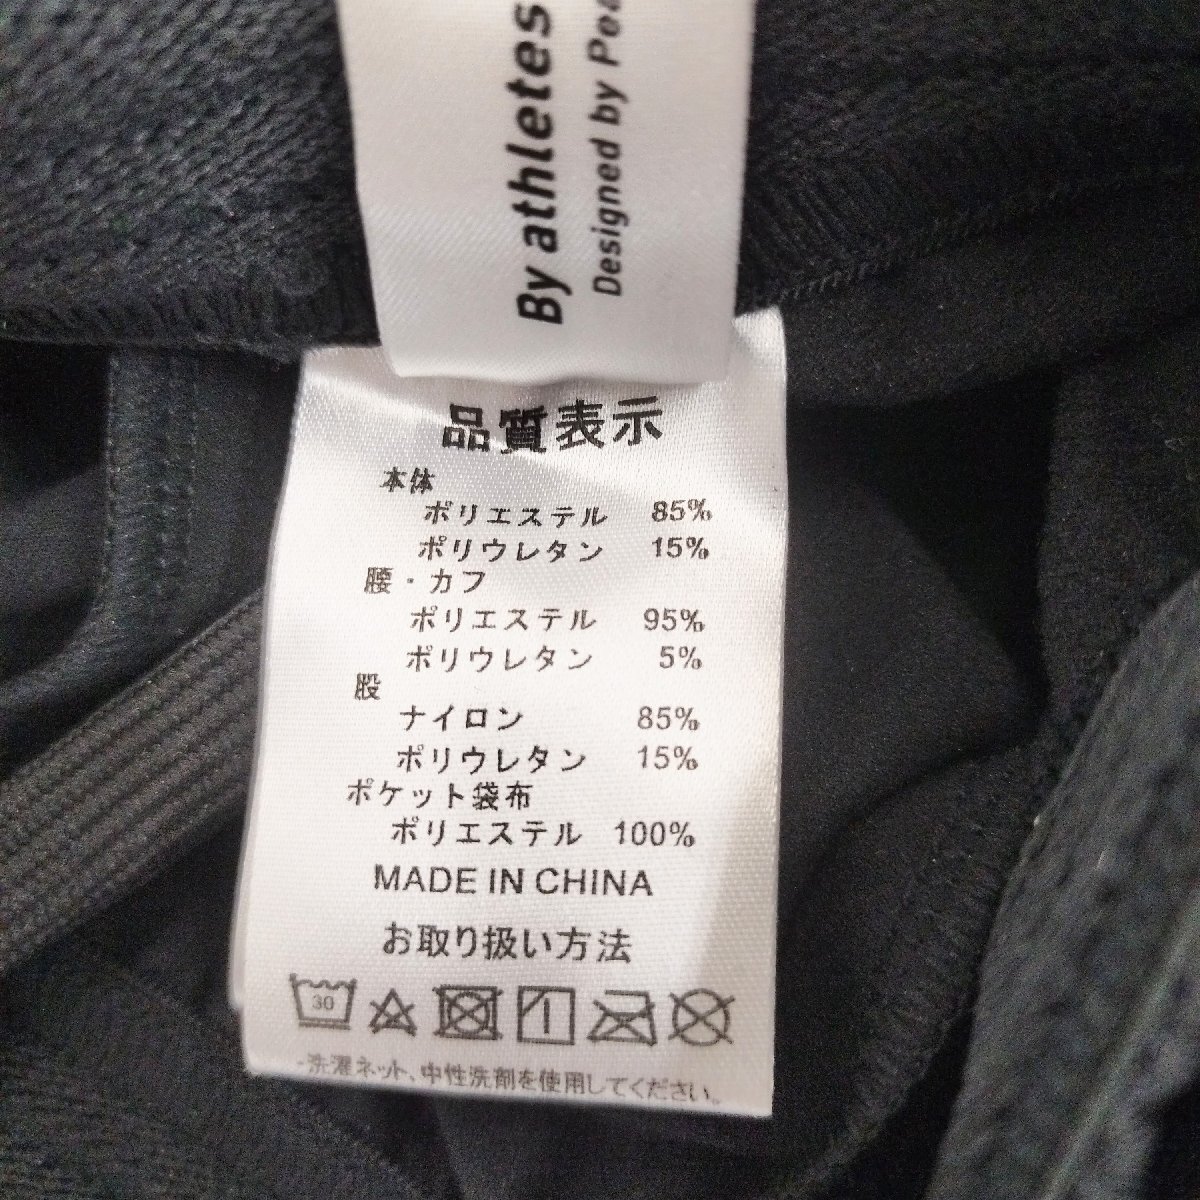 By athletes
Designed by
品質表示
本体
ポリエステル 85%
ポリウレタン 15%
腰・カフ
ポリエステル 95%
ポリウレタン 5%
股
ナイロン 85%
ポリウレタン 15%
ポケット袋布
ポリエステル 100%
MADE IN CHINA
お取り扱い方法
30
・洗濯ネット、中性洗剤を使用してください。